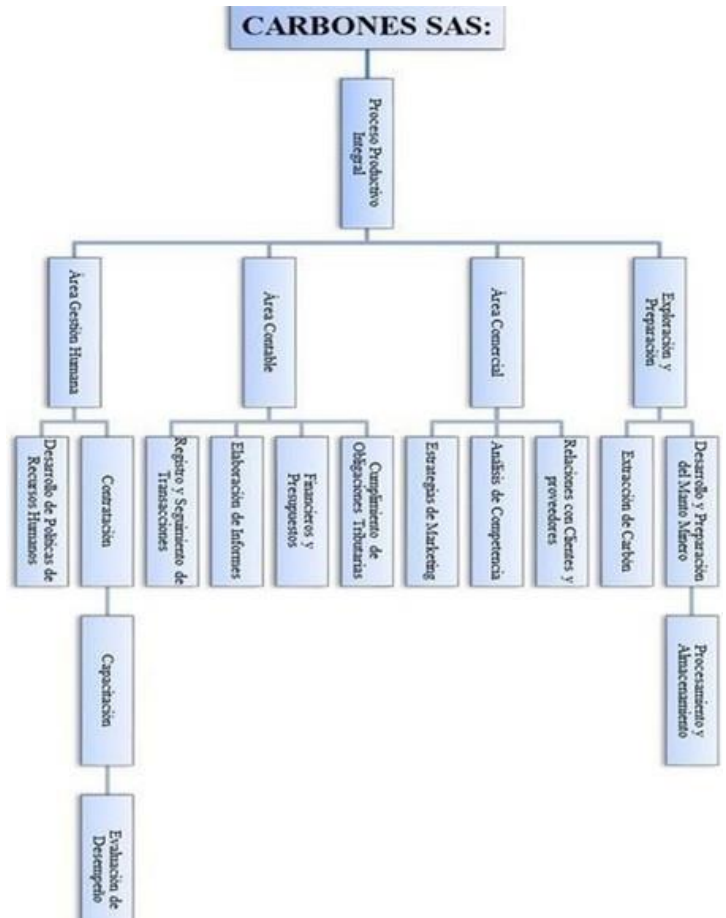 CARBONES SAS:
Proceso Productivo
Integral
Área Gestión Humana
Área Contable
Área Comercial
Exploración y
Preparación
Desarrollo de Políticas de
Recursos Humanos
Contratación
Registro y Seguimiento de
Transacciones
Elaboración de Informes
Financieros y
Presupuestos
Cumplimiento de
Obligaciones Tributarias
Estrategias de Marketing
Análisis de Competencia
Relaciones con Clientes y
proveedores
Extracción de Carbón
Desarrollo y Preparación
del Manto Minero
Capacitación
Procesamiento y
Almacenamiento
Evaluación de
Desempeño